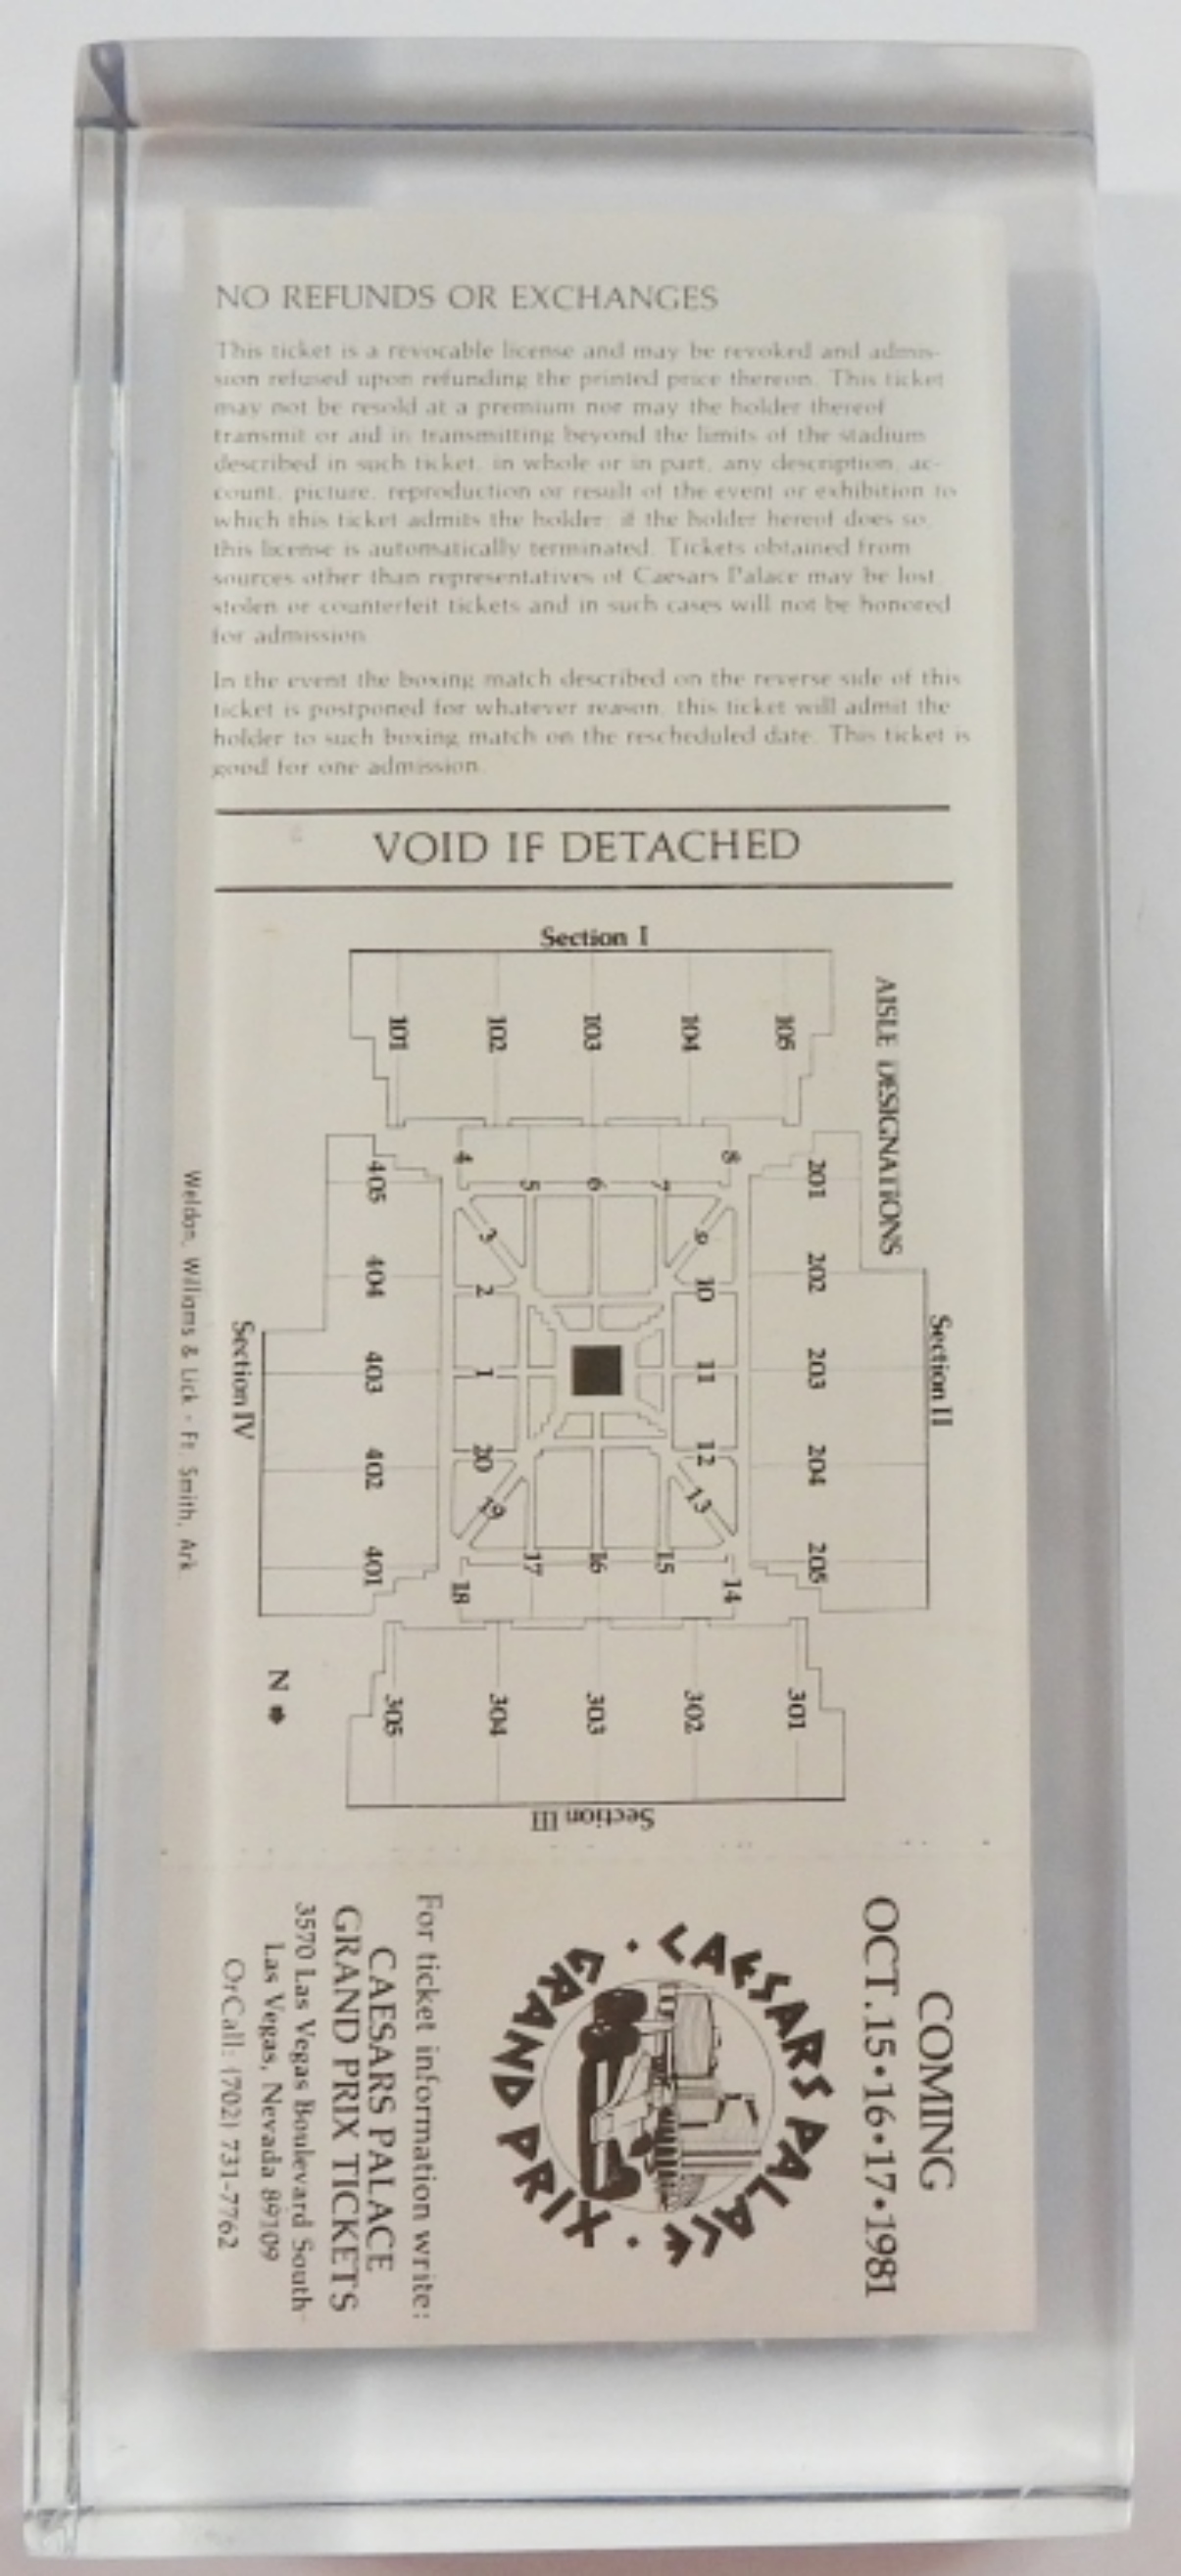 NO REFUNDS OR EXCHANGES
This ticket is a revocable license and may be revoked and admis-
sion refused upon refunding the printed price thereon. This ticket
may not be resold at a premium nor may the holder thereof
transmit or aid in transmitting beyond the limits of the stadium
described in such ticket, in whole or in part, any description, ac-
count, picture, reproduction or result of the event or exhibition to
which this ticket admits the holder; if the holder hereof does so,
this license is automatically terminated. Tickets obtained from
sources other than representatives of Caesars Palace may be lost,
stolen or counterfeit tickets and in such cases will not be honored
for admission.
In the event the boxing match described on the reverse side of this
ticket is postponed for whatever reason, this ticket will admit the
holder to such boxing match on the rescheduled date. This ticket is
good for one admission.
VOID IF DETACHED
AISLE DESIGNATIONS
Section I
101
102
103
104
105
Section II
201
202
203
204
205
Section III
301
302
303
304
305
Section IV
401
402
403
404
405
1
2
3
4
5
6
7
8
9
10
11
12
13
14
15
16
17
18
19
20
N
Weldon, Williams & Lick - Ft. Smith, Ark
COMING
OCT. 15•16•17•1981
CAESARS PALACE •
GRAND PRIX •
For ticket information write:
CAESARS PALACE
GRAND PRIX TICKETS
3570 Las Vegas Boulevard South
Las Vegas, Nevada 89109
Or Call: (702) 731-7762